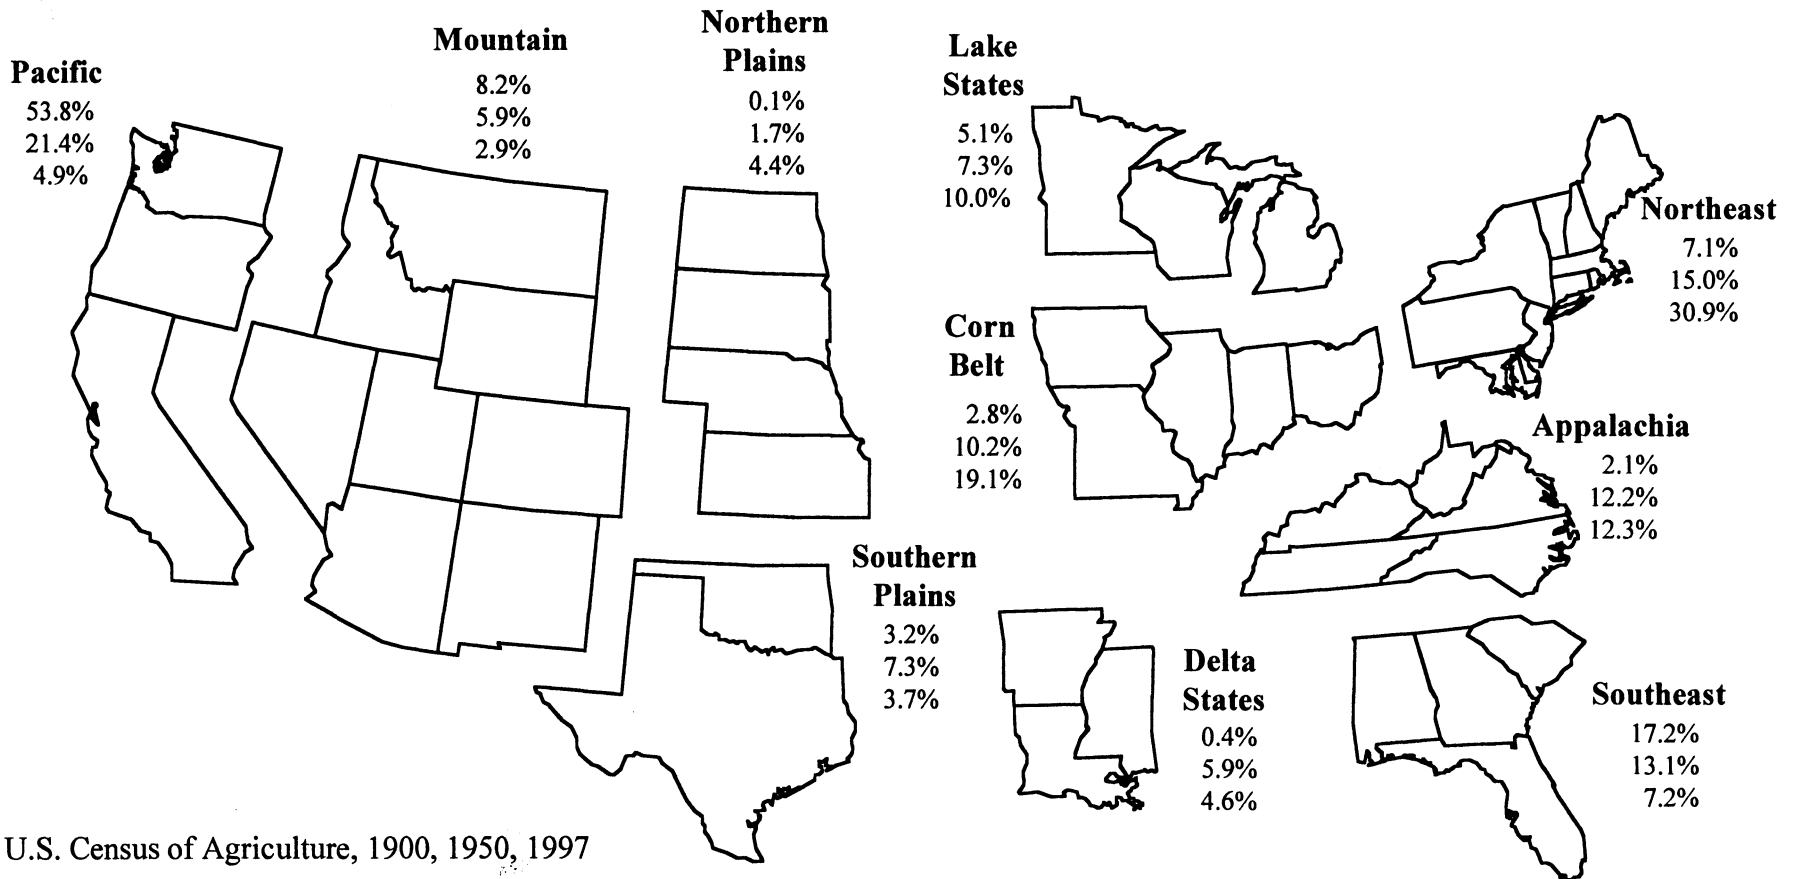 Pacific
53.8%
21.4%
4.9%
Mountain
8.2%
5.9%
2.9%
Northern
Plains
0.1%
1.7%
4.4%
Lake
States
5.1%
7.3%
10.0%
Northeast
7.1%
15.0%
30.9%
Corn
Belt
2.8%
10.2%
19.1%
Appalachia
2.1%
12.2%
12.3%
Southern
Plains
3.2%
7.3%
3.7%
Delta
States
0.4%
5.9%
4.6%
Southeast
17.2%
13.1%
7.2%
U.S. Census of Agriculture, 1900, 1950, 1997